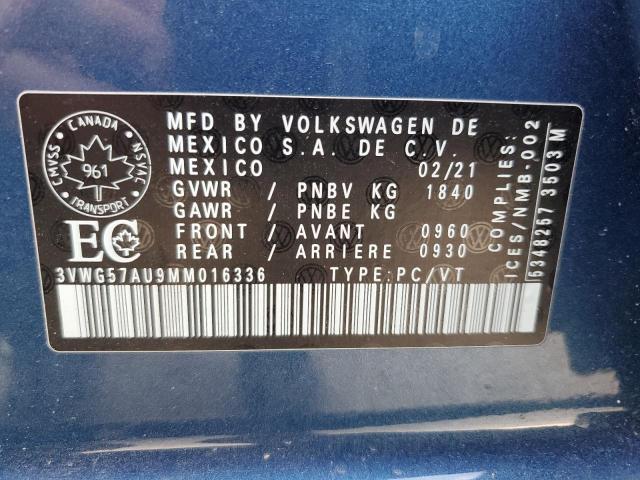 CANADA
CMVSS
NSVAC
961
TRANSPORT
EC
MFD BY VOLKSWAGEN DE
MEXICO S.A. DE C.V.
MEXICO 02/21
GVWR / PNBV KG 1840
GAWR / PNBE KG
FRONT / AVANT 0960
REAR / ARRIERE 0930
3VWG57AU9MM016336 TYPE:PC/VT
COMPLIES:
ICES/NMB-002
5348257 3503 M